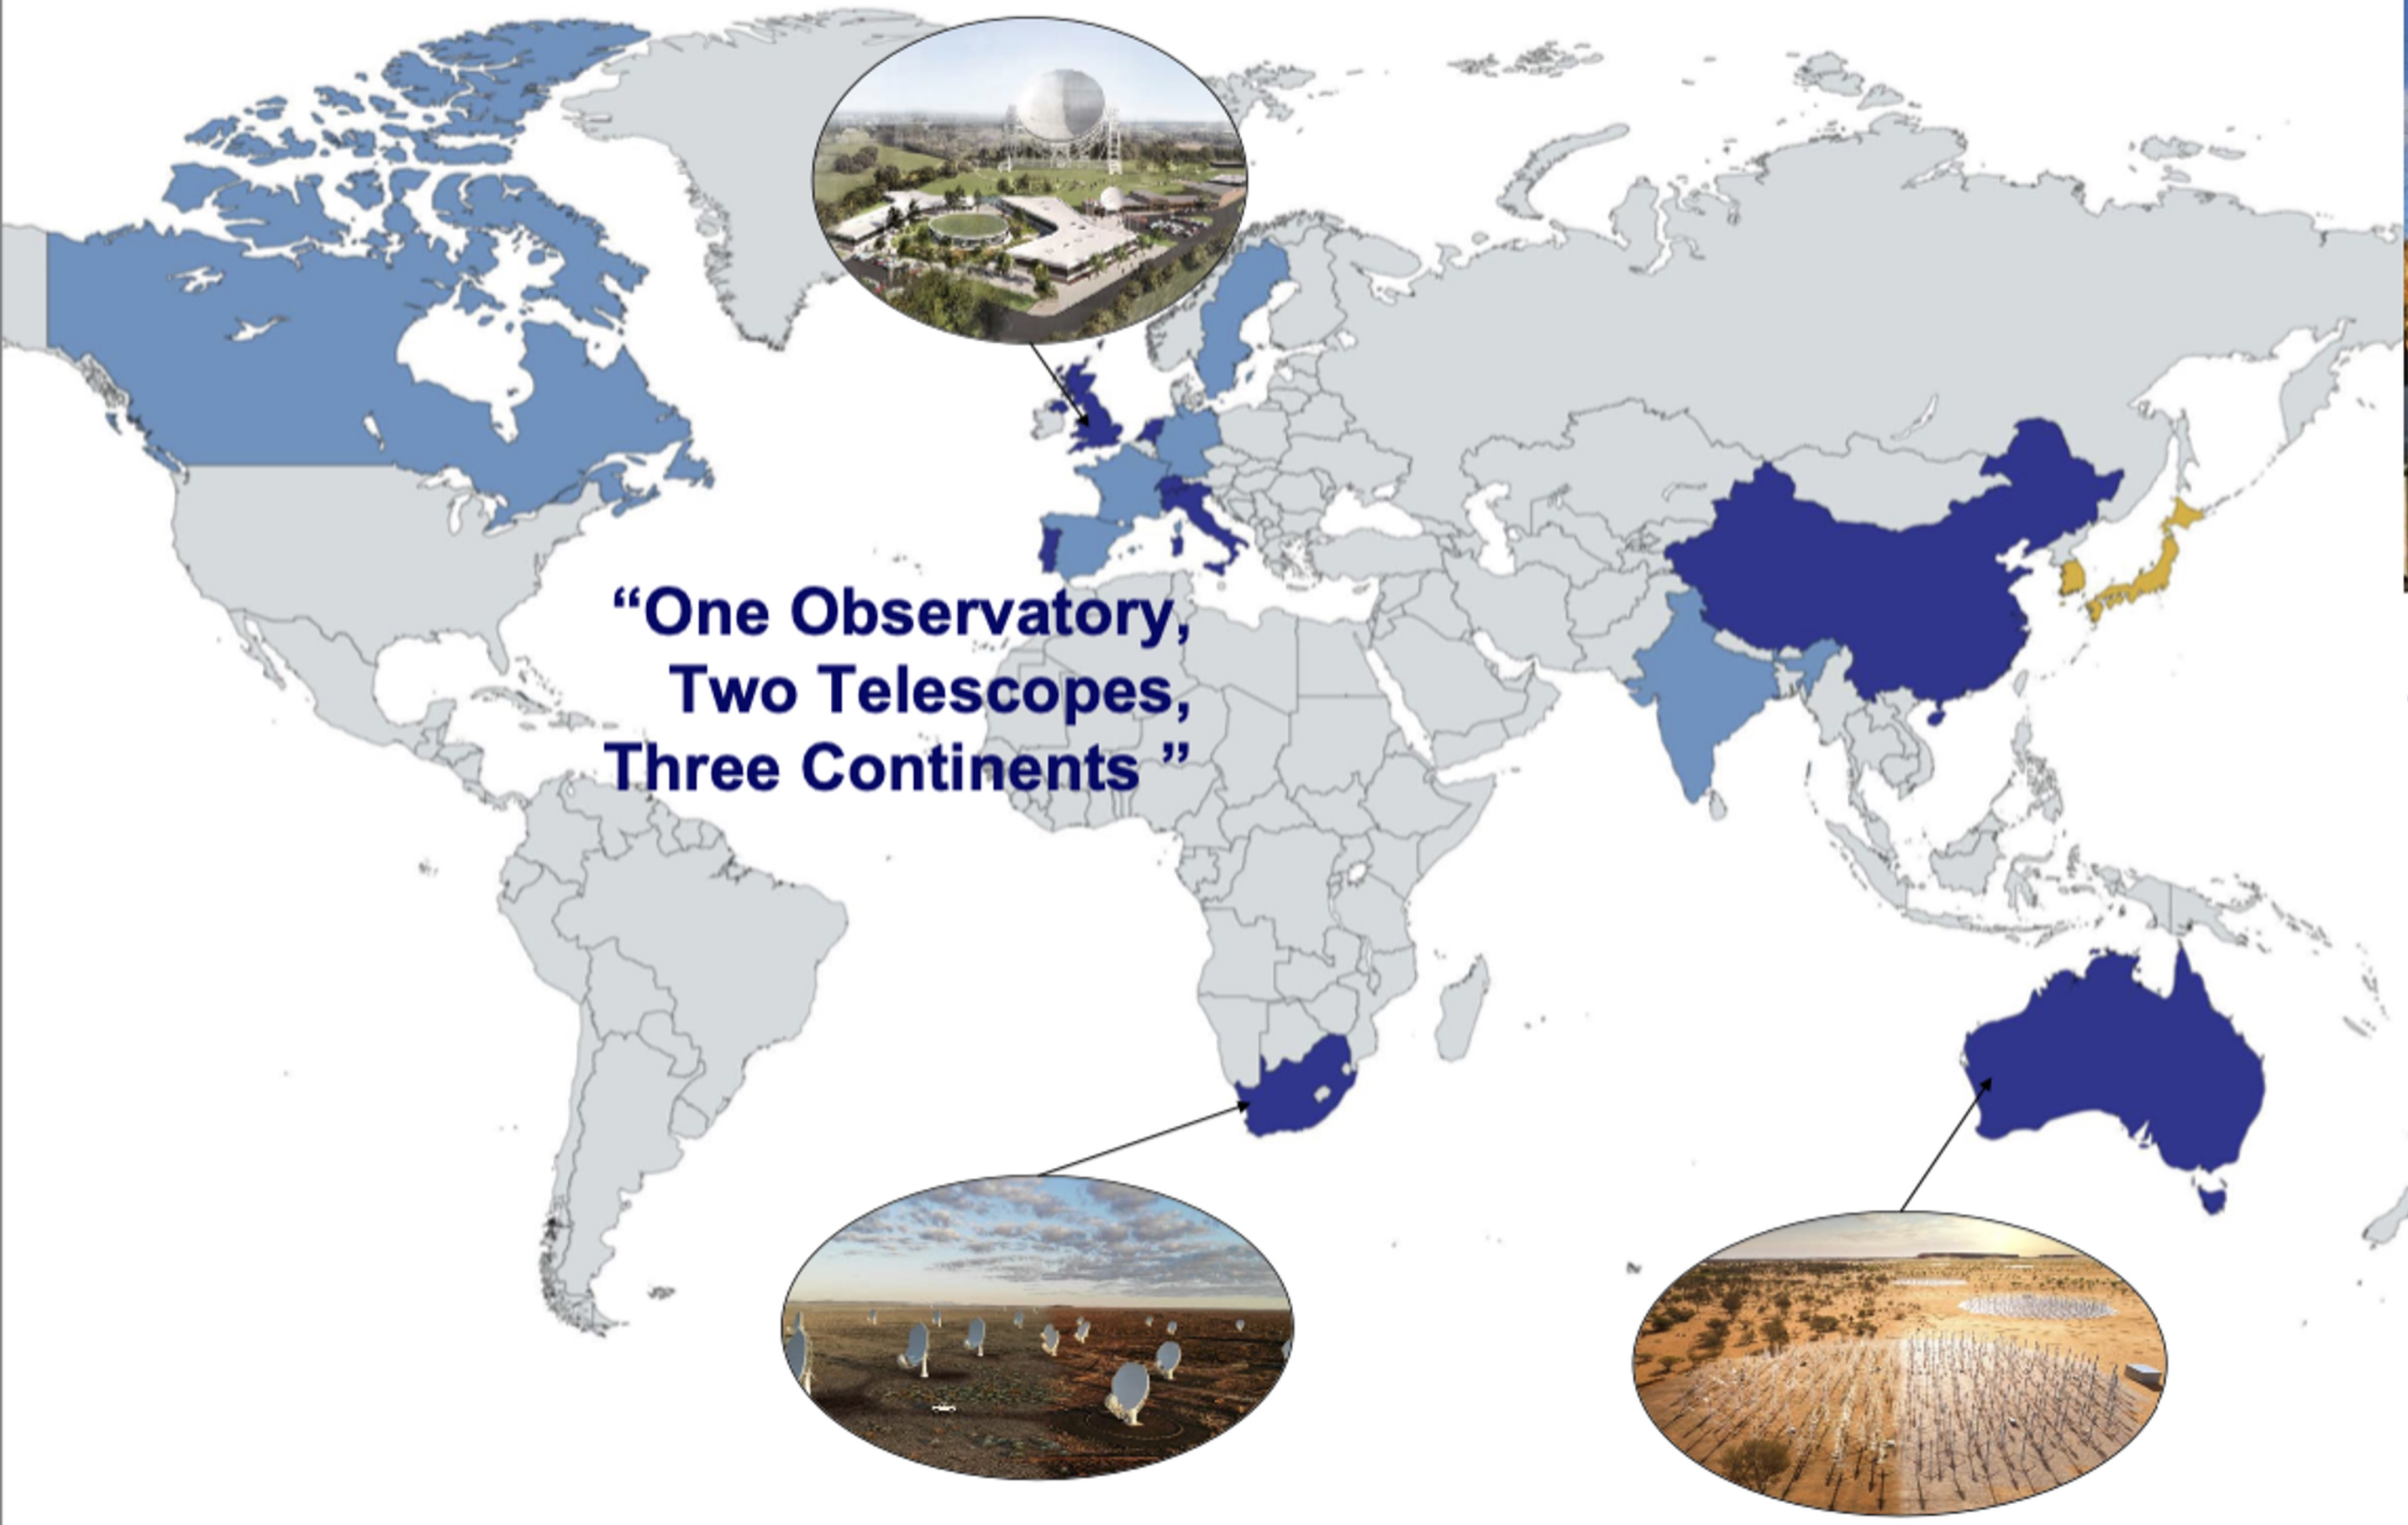 “One Observatory,
Two Telescopes,
Three Continents ”